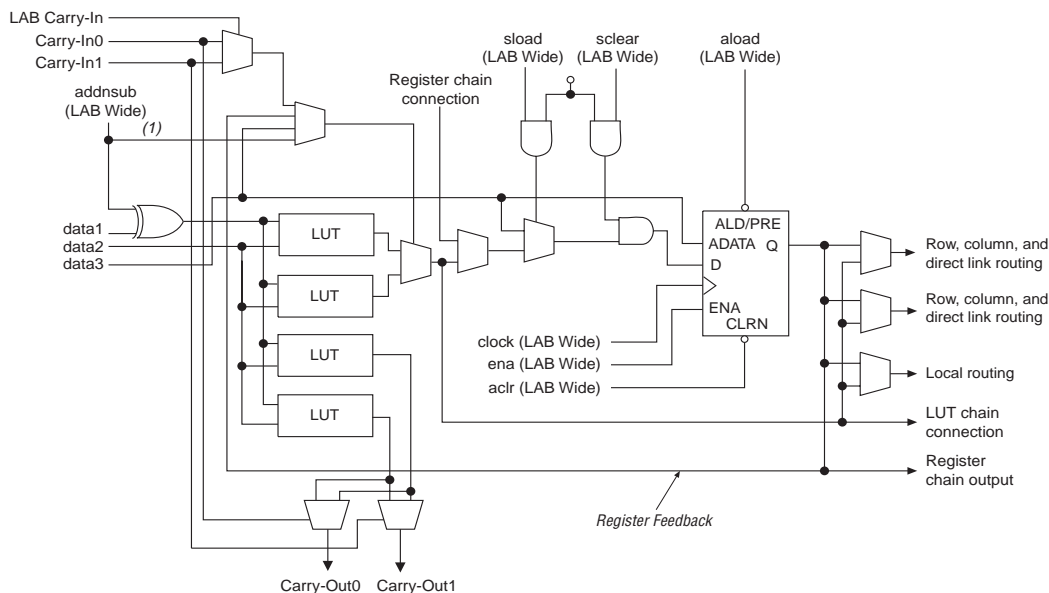 LAB Carry-In
Carry-In0
Carry-In1
addnsub
(LAB Wide)
(1)
Register chain
connection
sload
(LAB Wide)
sclear
(LAB Wide)
aload
(LAB Wide)
data1
data2
data3
LUT
LUT
LUT
LUT
ALD/PRE
ADATA Q
D
ENA
CLRN
clock (LAB Wide)
ena (LAB Wide)
aclr (LAB Wide)
Row, column, and
direct link routing
Row, column, and
direct link routing
Local routing
LUT chain
connection
Register
chain output
Register Feedback
Carry-Out0
Carry-Out1